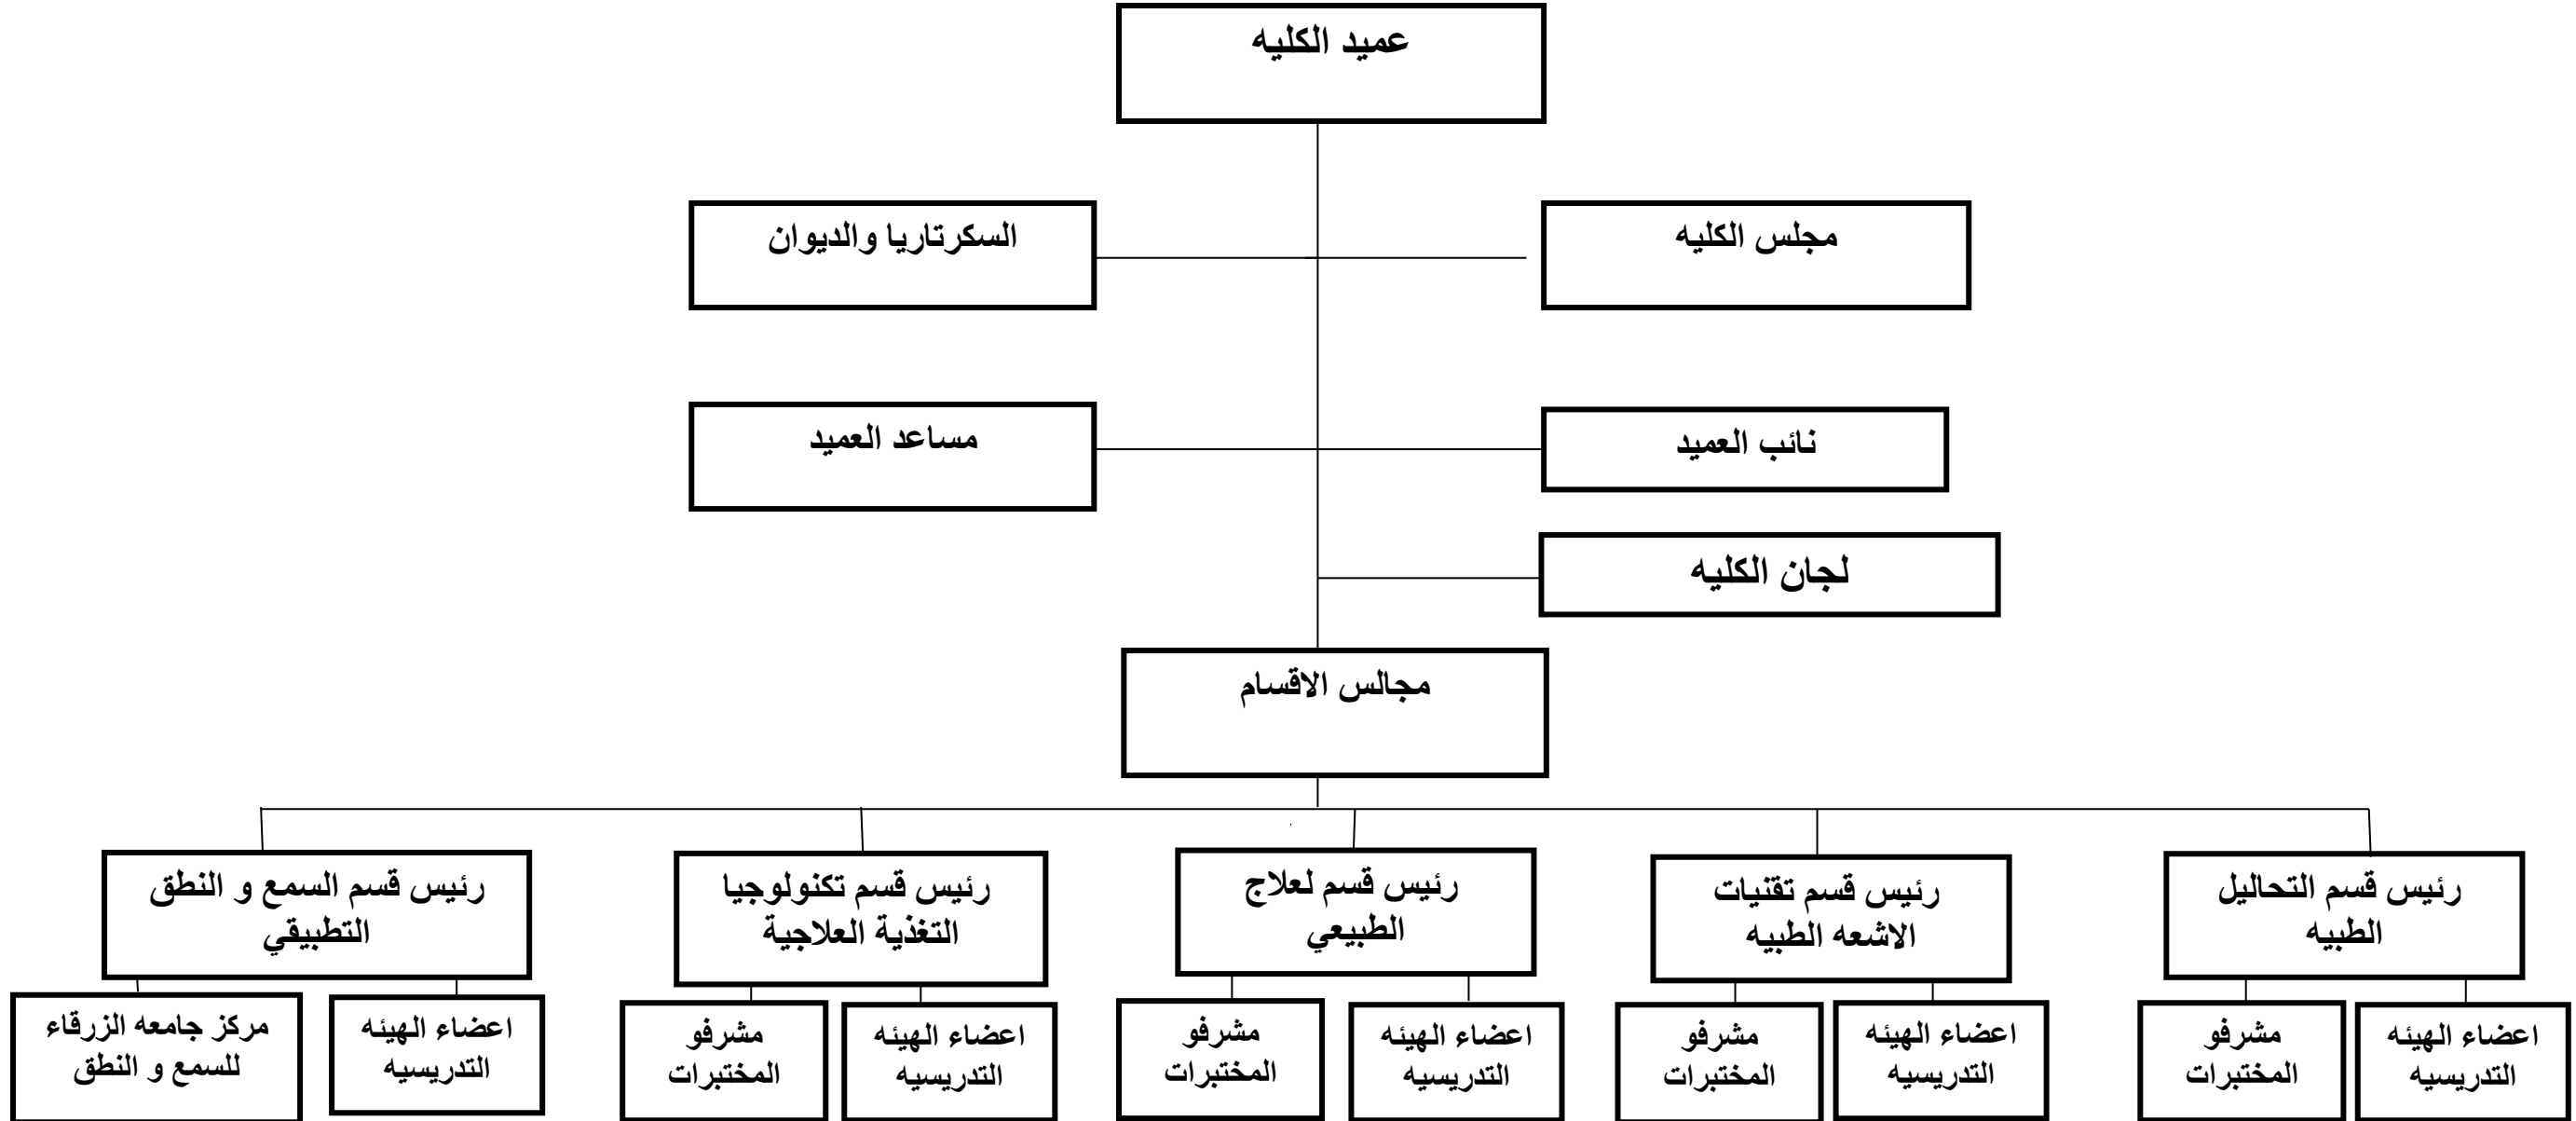 عميد الكليه
مجلس الكليه
السكرتاريا والديوان
نائب العميد
مساعد العميد
لجان الكليه
مجالس الاقسام
رئيس قسم التحاليل
الطبيه
رئيس قسم تقنيات
الاشعه الطبيه
رئيس قسم لعلاج
الطبيعي
رئيس قسم تكنولوجيا
التغذية العلاجية
رئيس قسم السمع و النطق
التطبيقي
اعضاء الهيئه
التدريسيه
مشرفو
المختبرات
اعضاء الهيئه
التدريسيه
مشرفو
المختبرات
اعضاء الهيئه
التدريسيه
مشرفو
المختبرات
اعضاء الهيئه
التدريسيه
مشرفو
المختبرات
اعضاء الهيئه
التدريسيه
مركز جامعه الزرقاء
للسمع و النطق